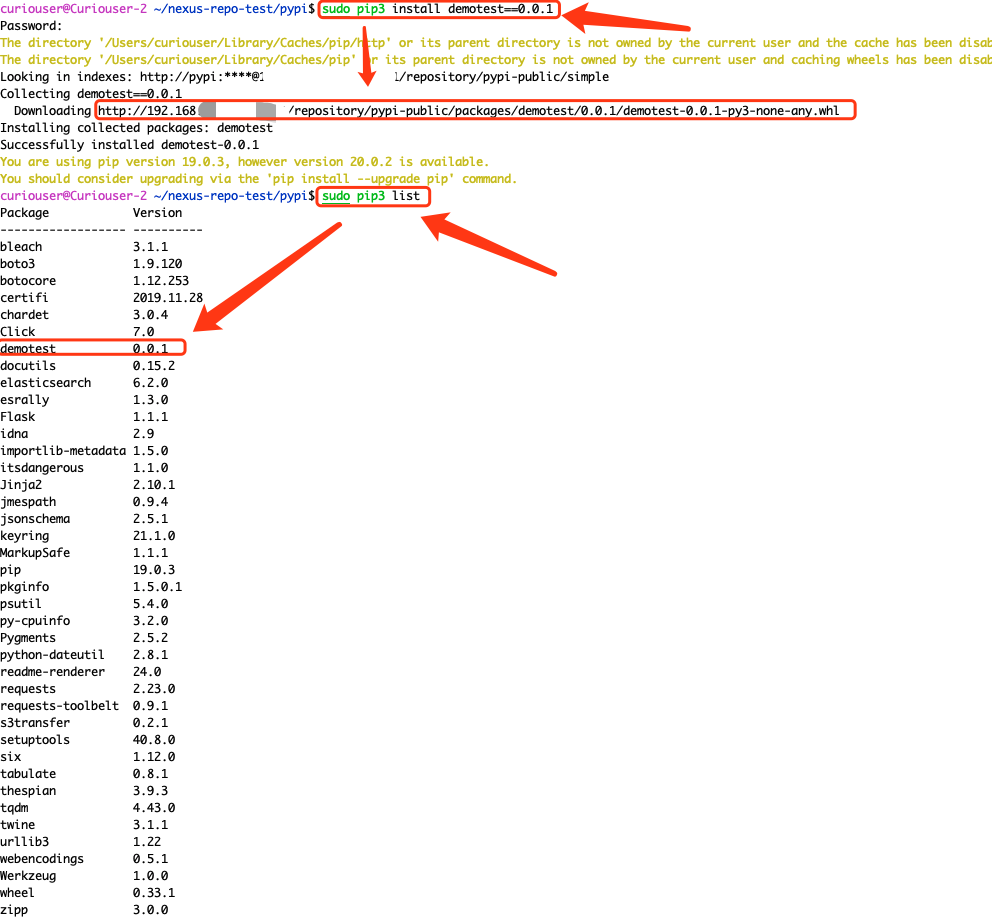 curiouser@Curiouser-2 ~/nexus-repo-test/pypi$ sudo pip3 install demotest==0.0.1
Password:
The directory '/Users/curiouser/Library/Caches/pip/http' or its parent directory is not owned by the current user and the cache has been disab
The directory '/Users/curiouser/Library/Caches/pip' or its parent directory is not owned by the current user and caching wheels has been disab
Looking in indexes: http://pypi:****@1 1/repository/pypi-public/simple
Collecting demotest==0.0.1
Downloading http://192.168 /repository/pypi-public/packages/demotest/0.0.1/demotest-0.0.1-py3-none-any.whl
Installing collected packages: demotest
Successfully installed demotest-0.0.1
You are using pip version 19.0.3, however version 20.0.2 is available.
You should consider upgrading via the 'pip install --upgrade pip' command.
curiouser@Curiouser-2 ~/nexus-repo-test/pypi$ sudo pip3 list
Package Version
------------------ ----------
bleach 3.1.1
boto3 1.9.120
botocore 1.12.253
certifi 2019.11.28
chardet 3.0.4
Click 7.0
demotest 0.0.1
docutils 0.15.2
elasticsearch 6.2.0
esrally 1.3.0
Flask 1.1.1
idna 2.9
importlib-metadata 1.5.0
itsdangerous 1.1.0
Jinja2 2.10.1
jmespath 0.9.4
jsonschema 2.5.1
keyring 21.1.0
MarkupSafe 1.1.1
pip 19.0.3
pkginfo 1.5.0.1
psutil 5.4.0
py-cpuinfo 3.2.0
Pygments 2.5.2
python-dateutil 2.8.1
readme-renderer 24.0
requests 2.23.0
requests-toolbelt 0.9.1
s3transfer 0.2.1
setuptools 40.8.0
six 1.12.0
tabulate 0.8.1
thespian 3.9.3
tqdm 4.43.0
twine 3.1.1
urllib3 1.22
webencodings 0.5.1
Werkzeug 1.0.0
wheel 0.33.1
zipp 3.0.0